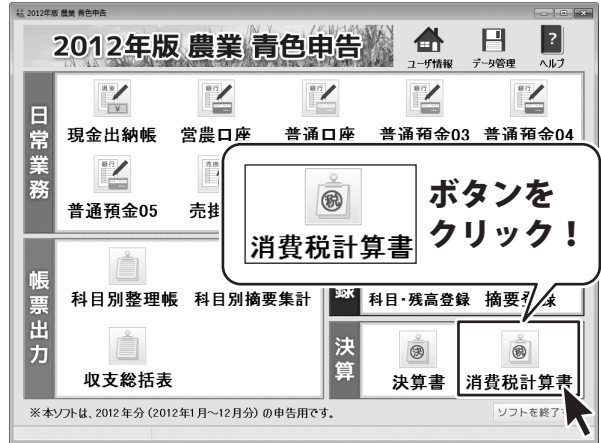 2012年版 農業 青色申告
2012年版 農業 青色申告
ユーザ情報 データ管理 ヘルプ
日常業務
現金出納帳 営農口座 普通口座 普通預金03 普通預金04
普通預金05 売掛
消費税計算書
ボタンを
クリック！
帳票出力
科目別整理帳 科目別摘要集計
録
科目・残高登録 摘要登録
収支総括表
決算
決算書 消費税計算書
※本ソフトは、2012年分（2012年1月～12月分）の申告用です。
ソフトを終了